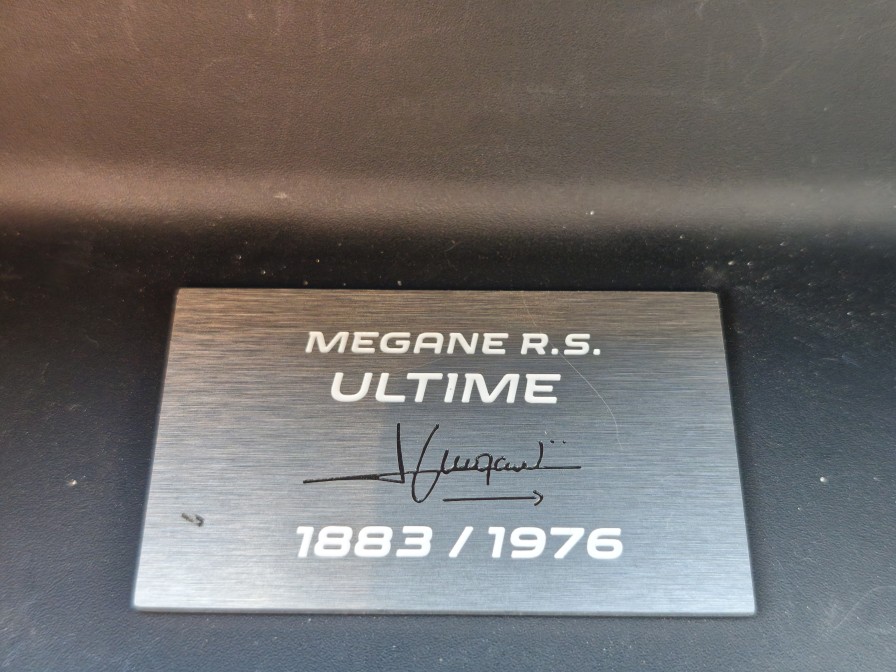 MEGANE R.S.
ULTIME
1883 / 1976